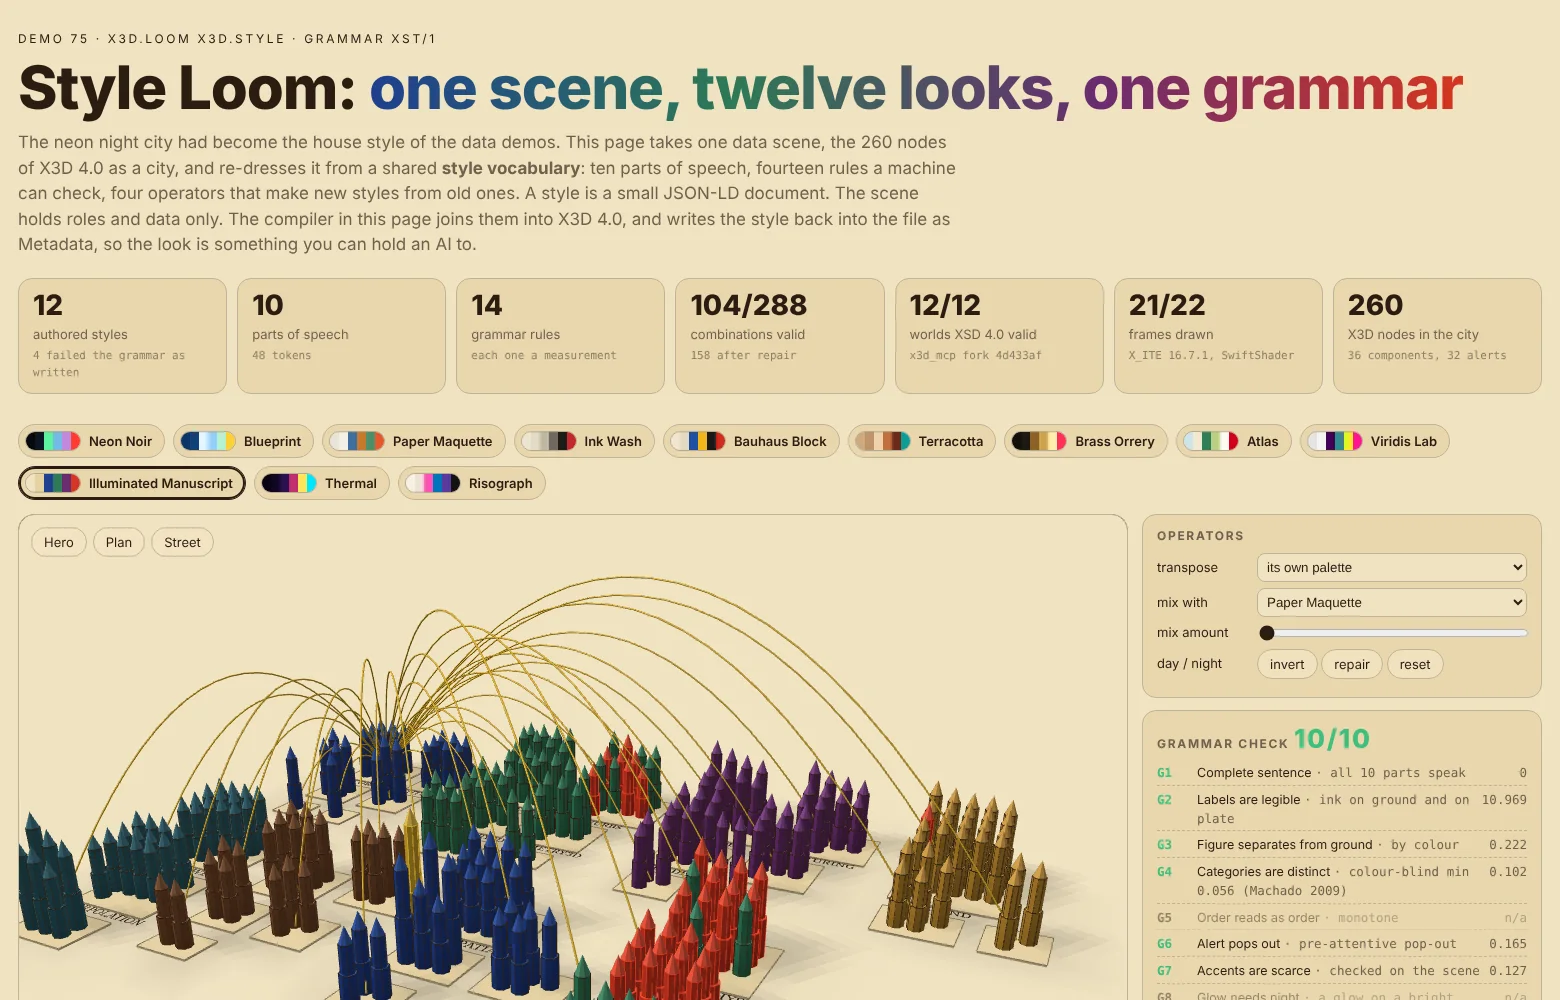 DEMO 75 · X3D.LOOM X3D.STYLE · GRAMMAR XST/1
Style Loom: one scene, twelve looks, one grammar
The neon night city had become the house style of the data demos. This page takes one data scene, the 260 nodes
of X3D 4.0 as a city, and re-dresses it from a shared style vocabulary: ten parts of speech, fourteen rules a machine
can check, four operators that make new styles from old ones. A style is a small JSON-LD document. The scene
holds roles and data only. The compiler in this page joins them into X3D 4.0, and writes the style back into the file as
Metadata, so the look is something you can hold an AI to.
12
authored styles
4 failed the grammar as
written
10
parts of speech
48 tokens
14
grammar rules
each one a measurement
104/288
combinations valid
158 after repair
12/12
worlds XSD 4.0 valid
x3d_mcp fork 4d433af
21/22
frames drawn
X_ITE 16.7.1, SwiftShader
260
X3D nodes in the city
36 components, 32 alerts
Neon Noir
Blueprint
Paper Maquette
Ink Wash
Bauhaus Block
Terracotta
Brass Orrery
Atlas
Viridis Lab
Illuminated Manuscript
Thermal
Risograph
Hero
Plan
Street
OPERATORS
transpose its own palette
mix with Paper Maquette
mix amount
day / night invert repair reset
GRAMMAR CHECK 10/10
G1 Complete sentence · all 10 parts speak 0
G2 Labels are legible · ink on ground and on 10.969
plate
G3 Figure separates from ground · by colour 0.222
G4 Categories are distinct · colour-blind min 0.102
0.056 (Machado 2009)
G5 Order reads as order · monotone n/a
G6 Alert pops out · pre-attentive pop-out 0.165
G7 Accents are scarce · checked on the scene 0.127
G8 Glow needs night · a glow on a bright n/a